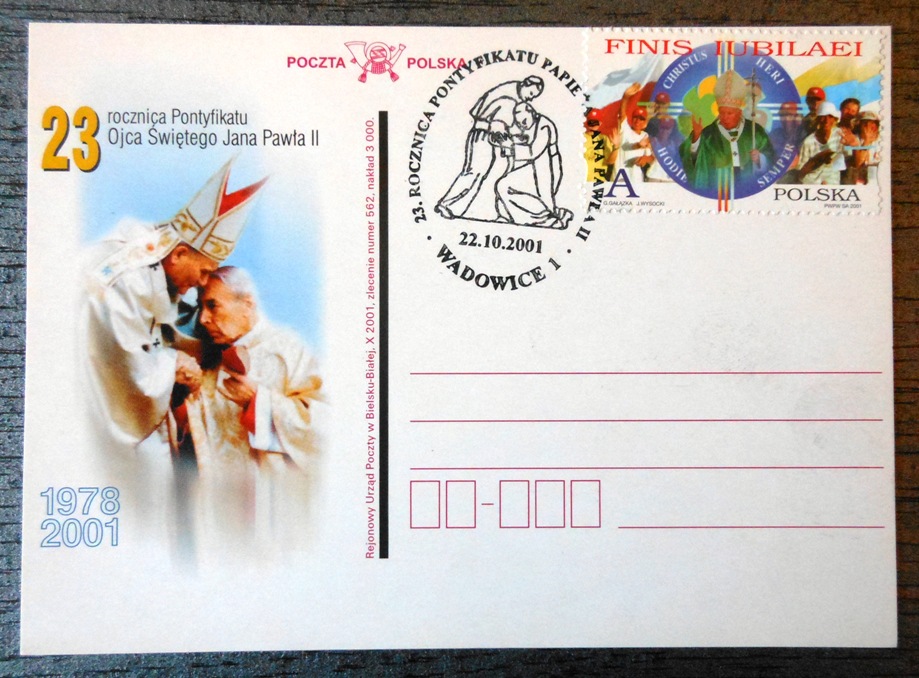 POCZTA POLSKA
23 rocznica Pontyfikatu
Ojca Świętego Jana Pawła II
1978
2001
Rejonowy Urząd Poczty w Bielsku-Białej, X 2001, zlecenie numer 562, nakład 3 000.
23. ROCZNICA PONTYFIKATU PAPIE JANA PAWŁA II
22.10.2001
• WADOWICE 1 •
FINIS IUBILAEI
CHRISTUS HERI
HODIE SEMPER
A
POLSKA
G.GAŁĄZKA J.WYSOCKI
PWPW SA 2001